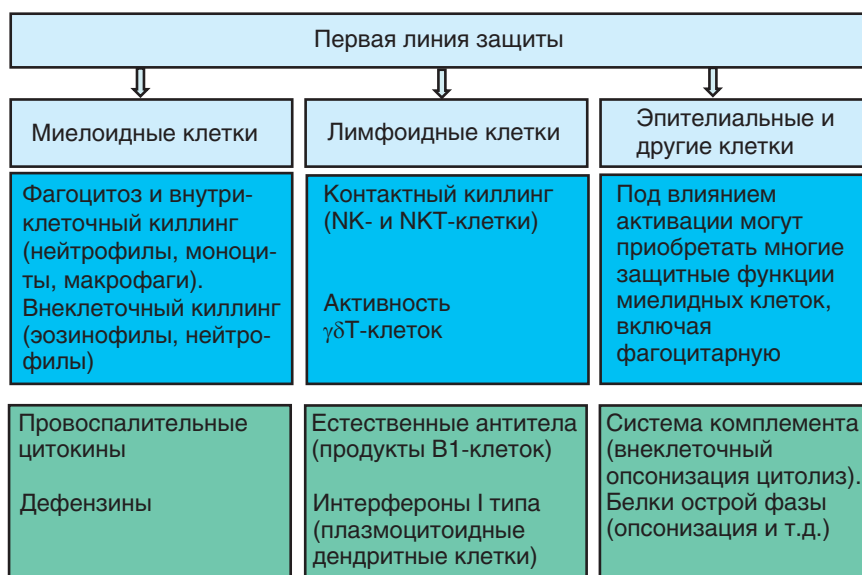 Первая линия защиты
Миелоидные клетки
Лимфоидные клетки
Эпителиальные и
другие клетки
Фагоцитоз и внутри-
клеточный киллинг
(нейтрофилы, моноци-
ты, макрофаги).
Внеклеточный киллинг
(эозинофилы, нейтро-
филы)
Контактный киллинг
(NK- и NKT-клетки)
Активность
γδТ-клеток
Под влиянием
активации могут
приобретать многие
защитные функции
миелидных клеток,
включая
фагоцитарную
Провоспалительные
цитокины
Дефензины
Естественные антитела
(продукты В1-клеток)
Интерфероны I типа
(плазмоцитоидные
дендритные клетки)
Система комплемента
(внеклеточный
опсонизация цитолиз).
Белки острой фазы
(опсонизация и т.д.)